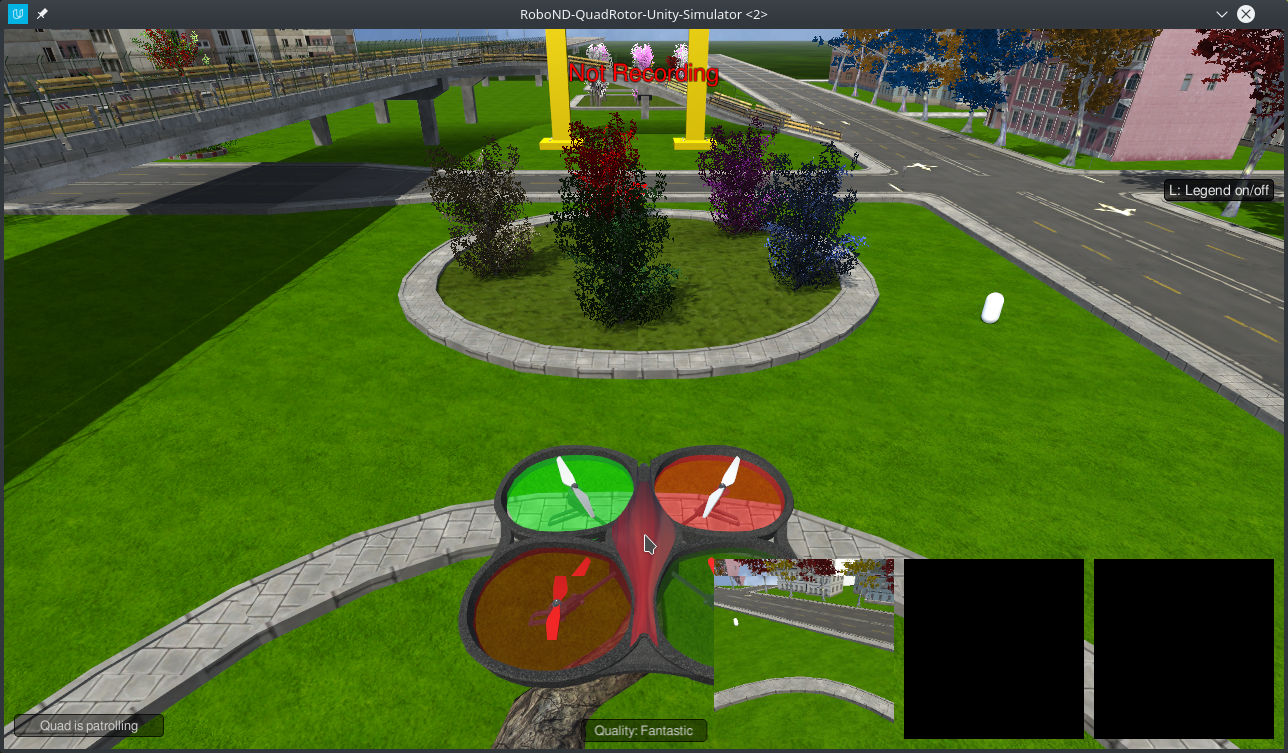 RoboND-QuadRotor-Unity-Simulator <2>
Not Recording
L: Legend on/off
Quad is patrolling
Quality: Fantastic